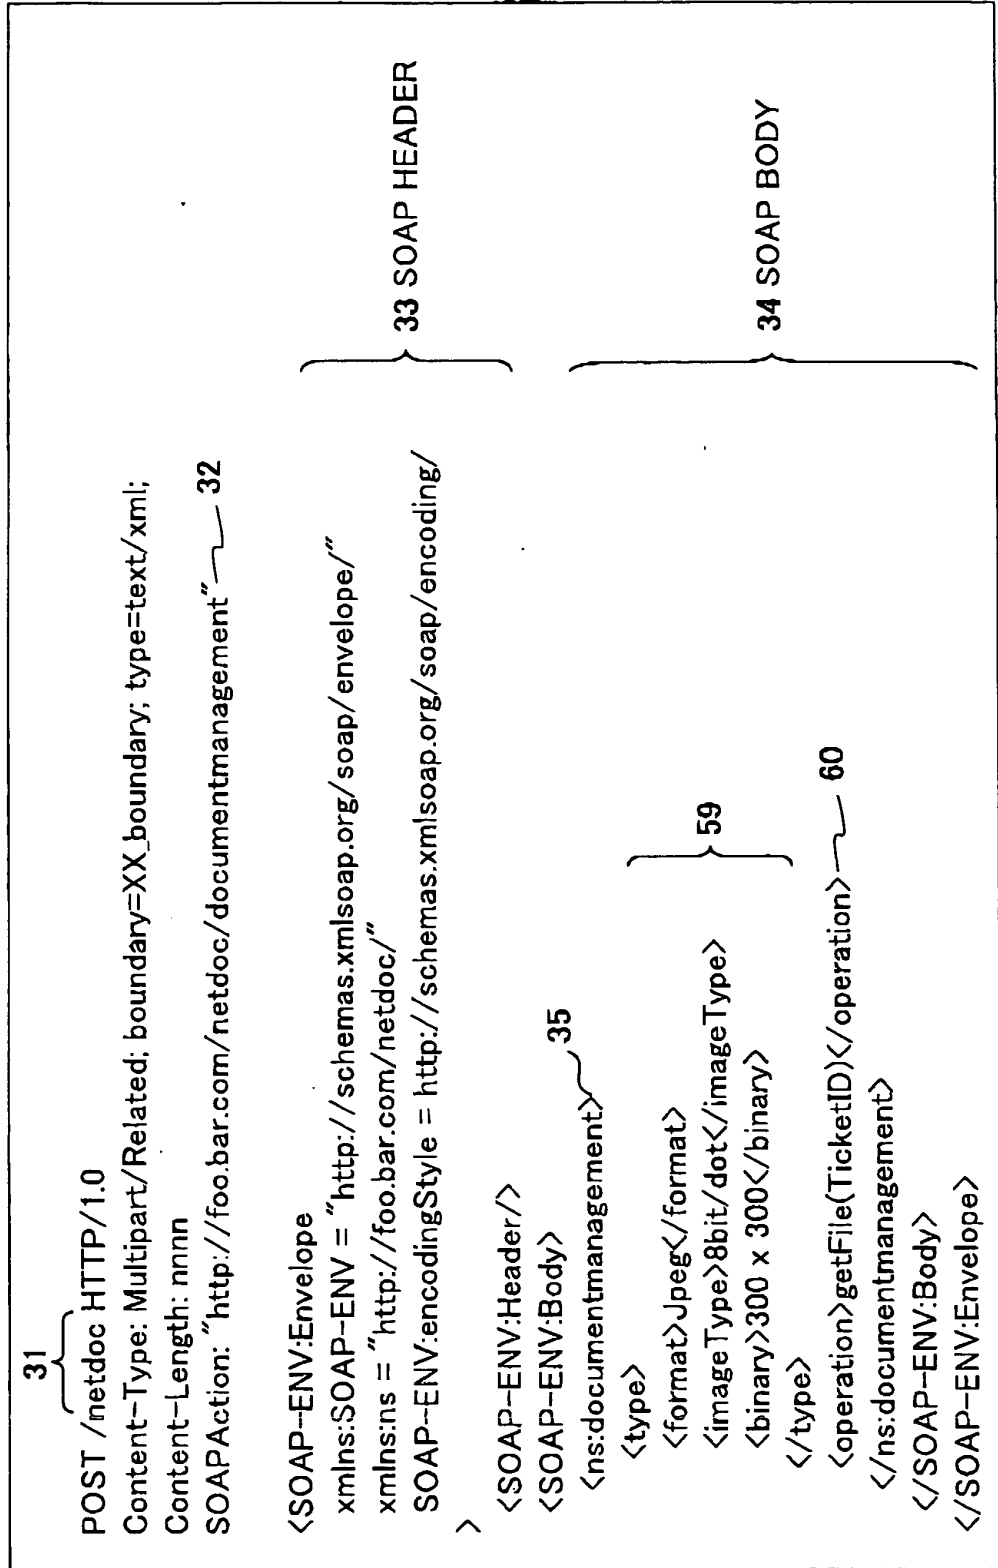 31
POST /netdoc HTTP/1.0
Content-Type: Multipart/Related; boundary=XX_boundary; type=text/xml;
Content-Length: nnnn
SOAPAction: "http://foo.bar.com/netdoc/documentmanagement" 32
<SOAP-ENV:Envelope
xmlns:SOAP-ENV = "http://schemas.xmlsoap.org/soap/envelope/"
xmlns:ns = "http://foo.bar.com/netdoc/"
SOAP-ENV:encodingStyle = http://schemas.xmlsoap.org/soap/encoding/
>
33 SOAP HEADER
<SOAP-ENV:Header/>
<SOAP-ENV:Body>
<ns:documentmanagement> 35
<type>
<format>Jpeg</format>
<imageType>8bit/dot</imageType>
<binary>300 x 300</binary>
</type>
59
<operation>getFile(TicketID)</operation> 60
</ns:documentmanagement>
</SOAP-ENV:Body>
</SOAP-ENV:Envelope>
34 SOAP BODY